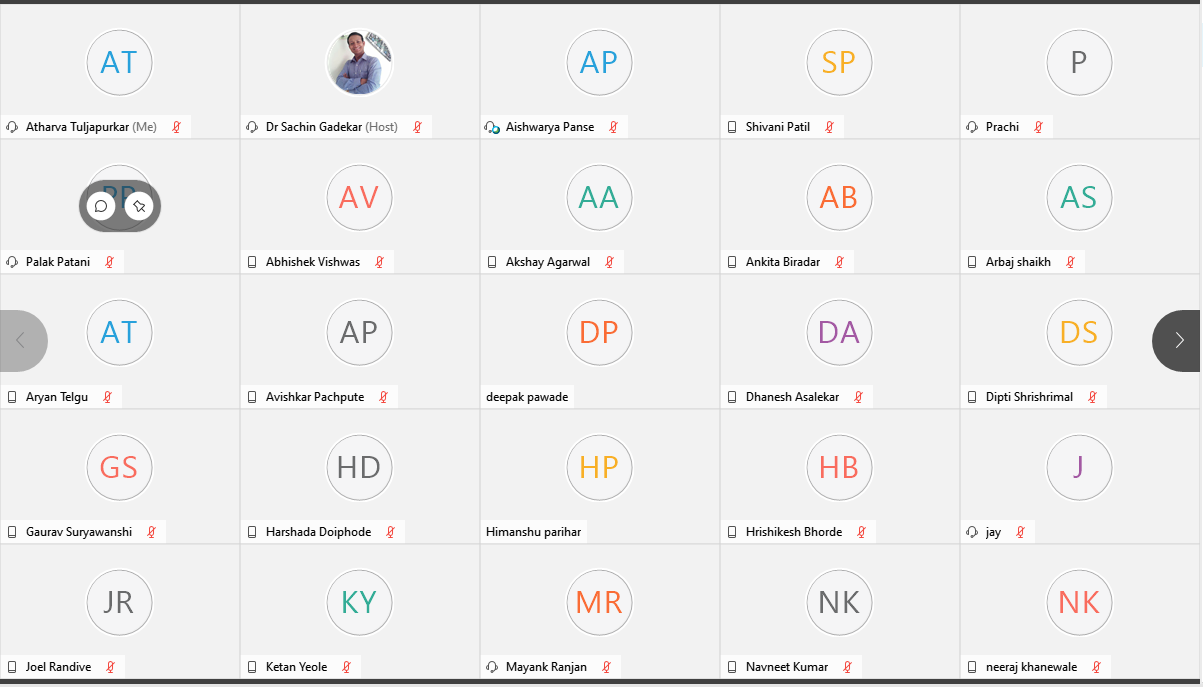 AT
AP
SP
P
Atharva Tuljapurkar (Me)
Dr Sachin Gadekar (Host)
Aishwarya Panse
Shivani Patil
Prachi
PP
AV
AA
AB
AS
Palak Patani
Abhishek Vishwas
Akshay Agarwal
Ankita Biradar
Arbaj shaikh
AT
AP
DP
DA
DS
Aryan Telgu
Avishkar Pachpute
deepak pawade
Dhanesh Asalekar
Dipti Shrishrimal
GS
HD
HP
HB
J
Gaurav Suryawanshi
Harshada Doiphode
Himanshu parihar
Hrishikesh Bhorde
jay
JR
KY
MR
NK
NK
Joel Randive
Ketan Yeole
Mayank Ranjan
Navneet Kumar
neeraj khanewale